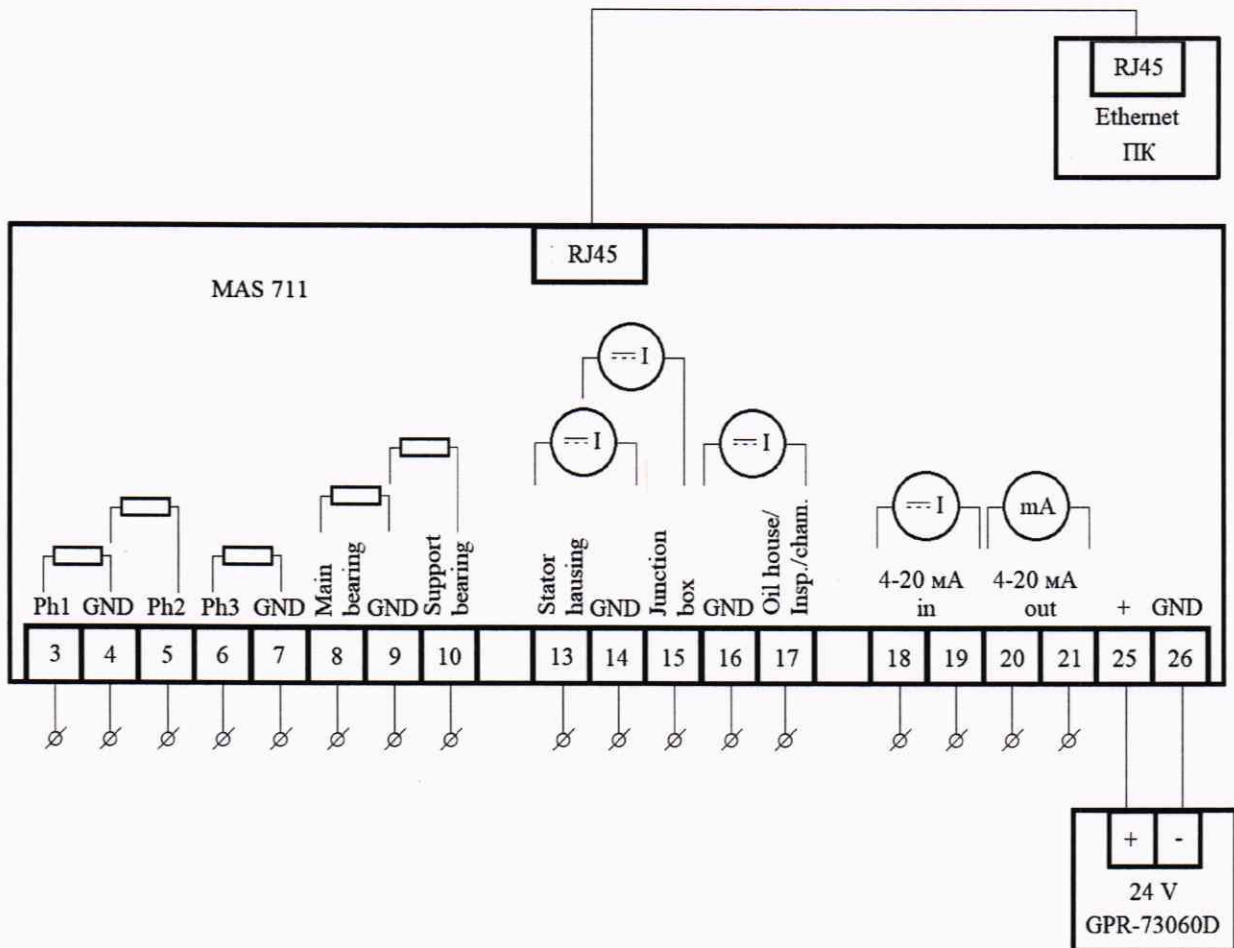 RJ45
Ethernet
ПК
RJ45
MAS 711
I
I
I
I
mA
Ph1
GND
Ph2
Ph3
GND
Main
bearing
GND
Support
bearing
Stator
hausing
GND
Junction
box
GND
Oil house/
Insp./cham.
4-20 мА
in
4-20 мА
out
+
GND
3 4 5 6 7 8 9 10 13 14 15 16 17 18 19 20 21 25 26
+ -
24 V
GPR-73060D